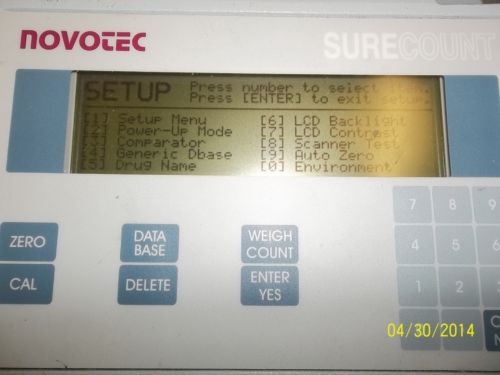 NOVOTEC
SURECOUNT
SETUP Press number to select item.
Press [ENTER] to exit setup.
[1] Setup Menu [6] LCD Backlight
[2] Power-Up Mode [7] LCD Contrast
[3] Comparator [8] Scanner Test
[4] Generic Dbase [9] Auto Zero
[5] Drug Name [0] Environment
7 8 9
ZERO DATA BASE WEIGH COUNT 4 5 6
CAL DELETE ENTER YES 1 2 3
04/30/2014